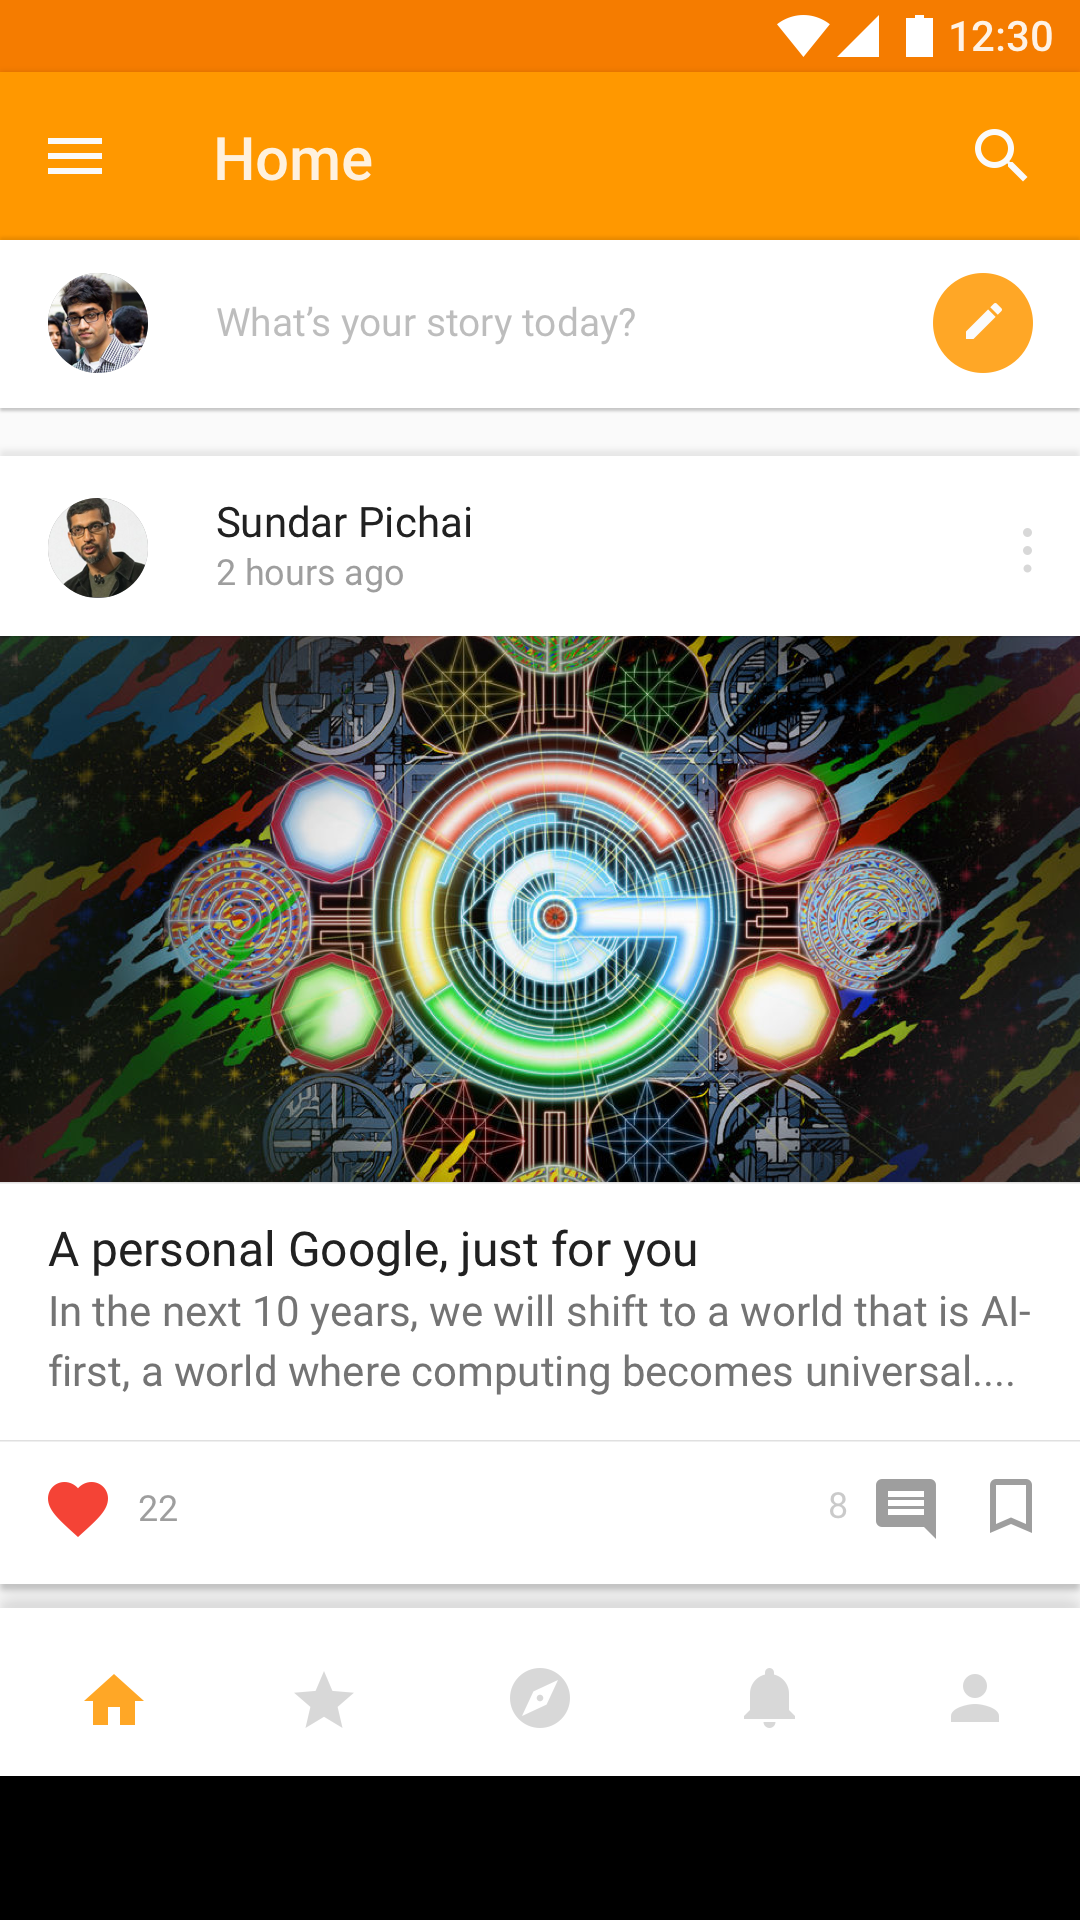 12:30
Home
What’s your story today?
Sundar Pichai
2 hours ago
A personal Google, just for you
In the next 10 years, we will shift to a world that is AI-
first, a world where computing becomes universal....
22
8